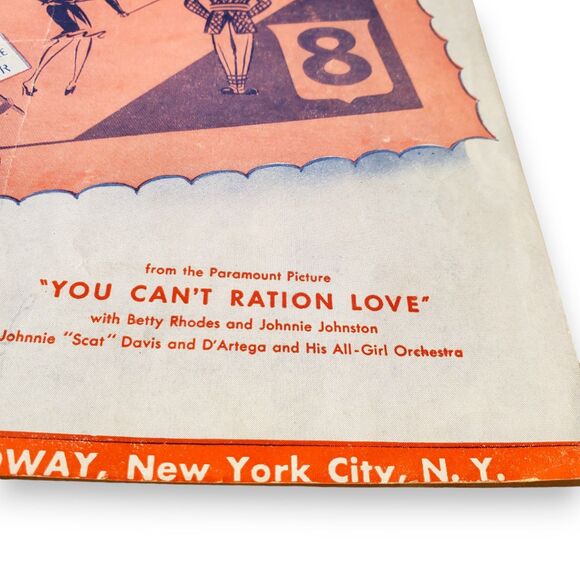 E
R
8
from the Paramount Picture
"YOU CAN'T RATION LOVE"
with Betty Rhodes and Johnnie Johnston
Johnnie "Scat" Davis and D'Artega and His All-Girl Orchestra
DWAY, New York City, N. Y.